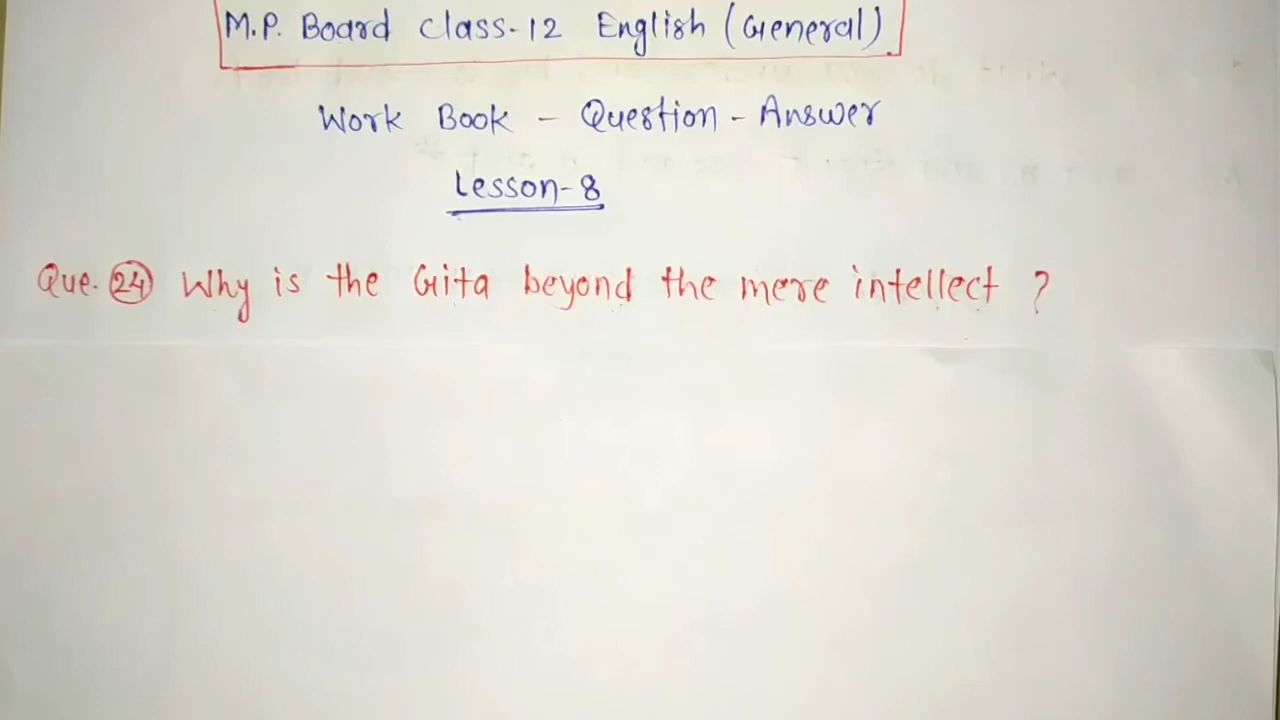 M.P. Board Class-12 English (General)
Work Book - Question - Answer
Lesson-8
Que. 24 Why is the Gita beyond the mere intellect ?